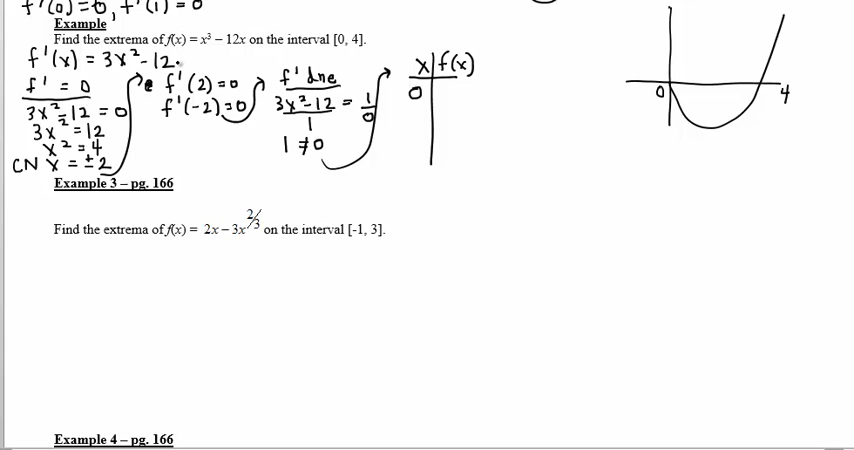 f'(0)=0, f'(1)=0
Example
Find the extrema of f(x) = x³ – 12x on the interval [0, 4].
f'(x) = 3x² - 12
f' = 0
3x² - 12 = 0
3x² = 12
x² = 4
CN x = ± 2
f'(2) = 0
f'(-2) = 0
f' dne
3x² - 12 = 1
1 0
1 ≠ 0
x f(x)
0
0 4
Example 3 – pg. 166
Find the extrema of f(x) = 2x – 3x^2/3 on the interval [-1, 3].
Example 4 – pg. 166